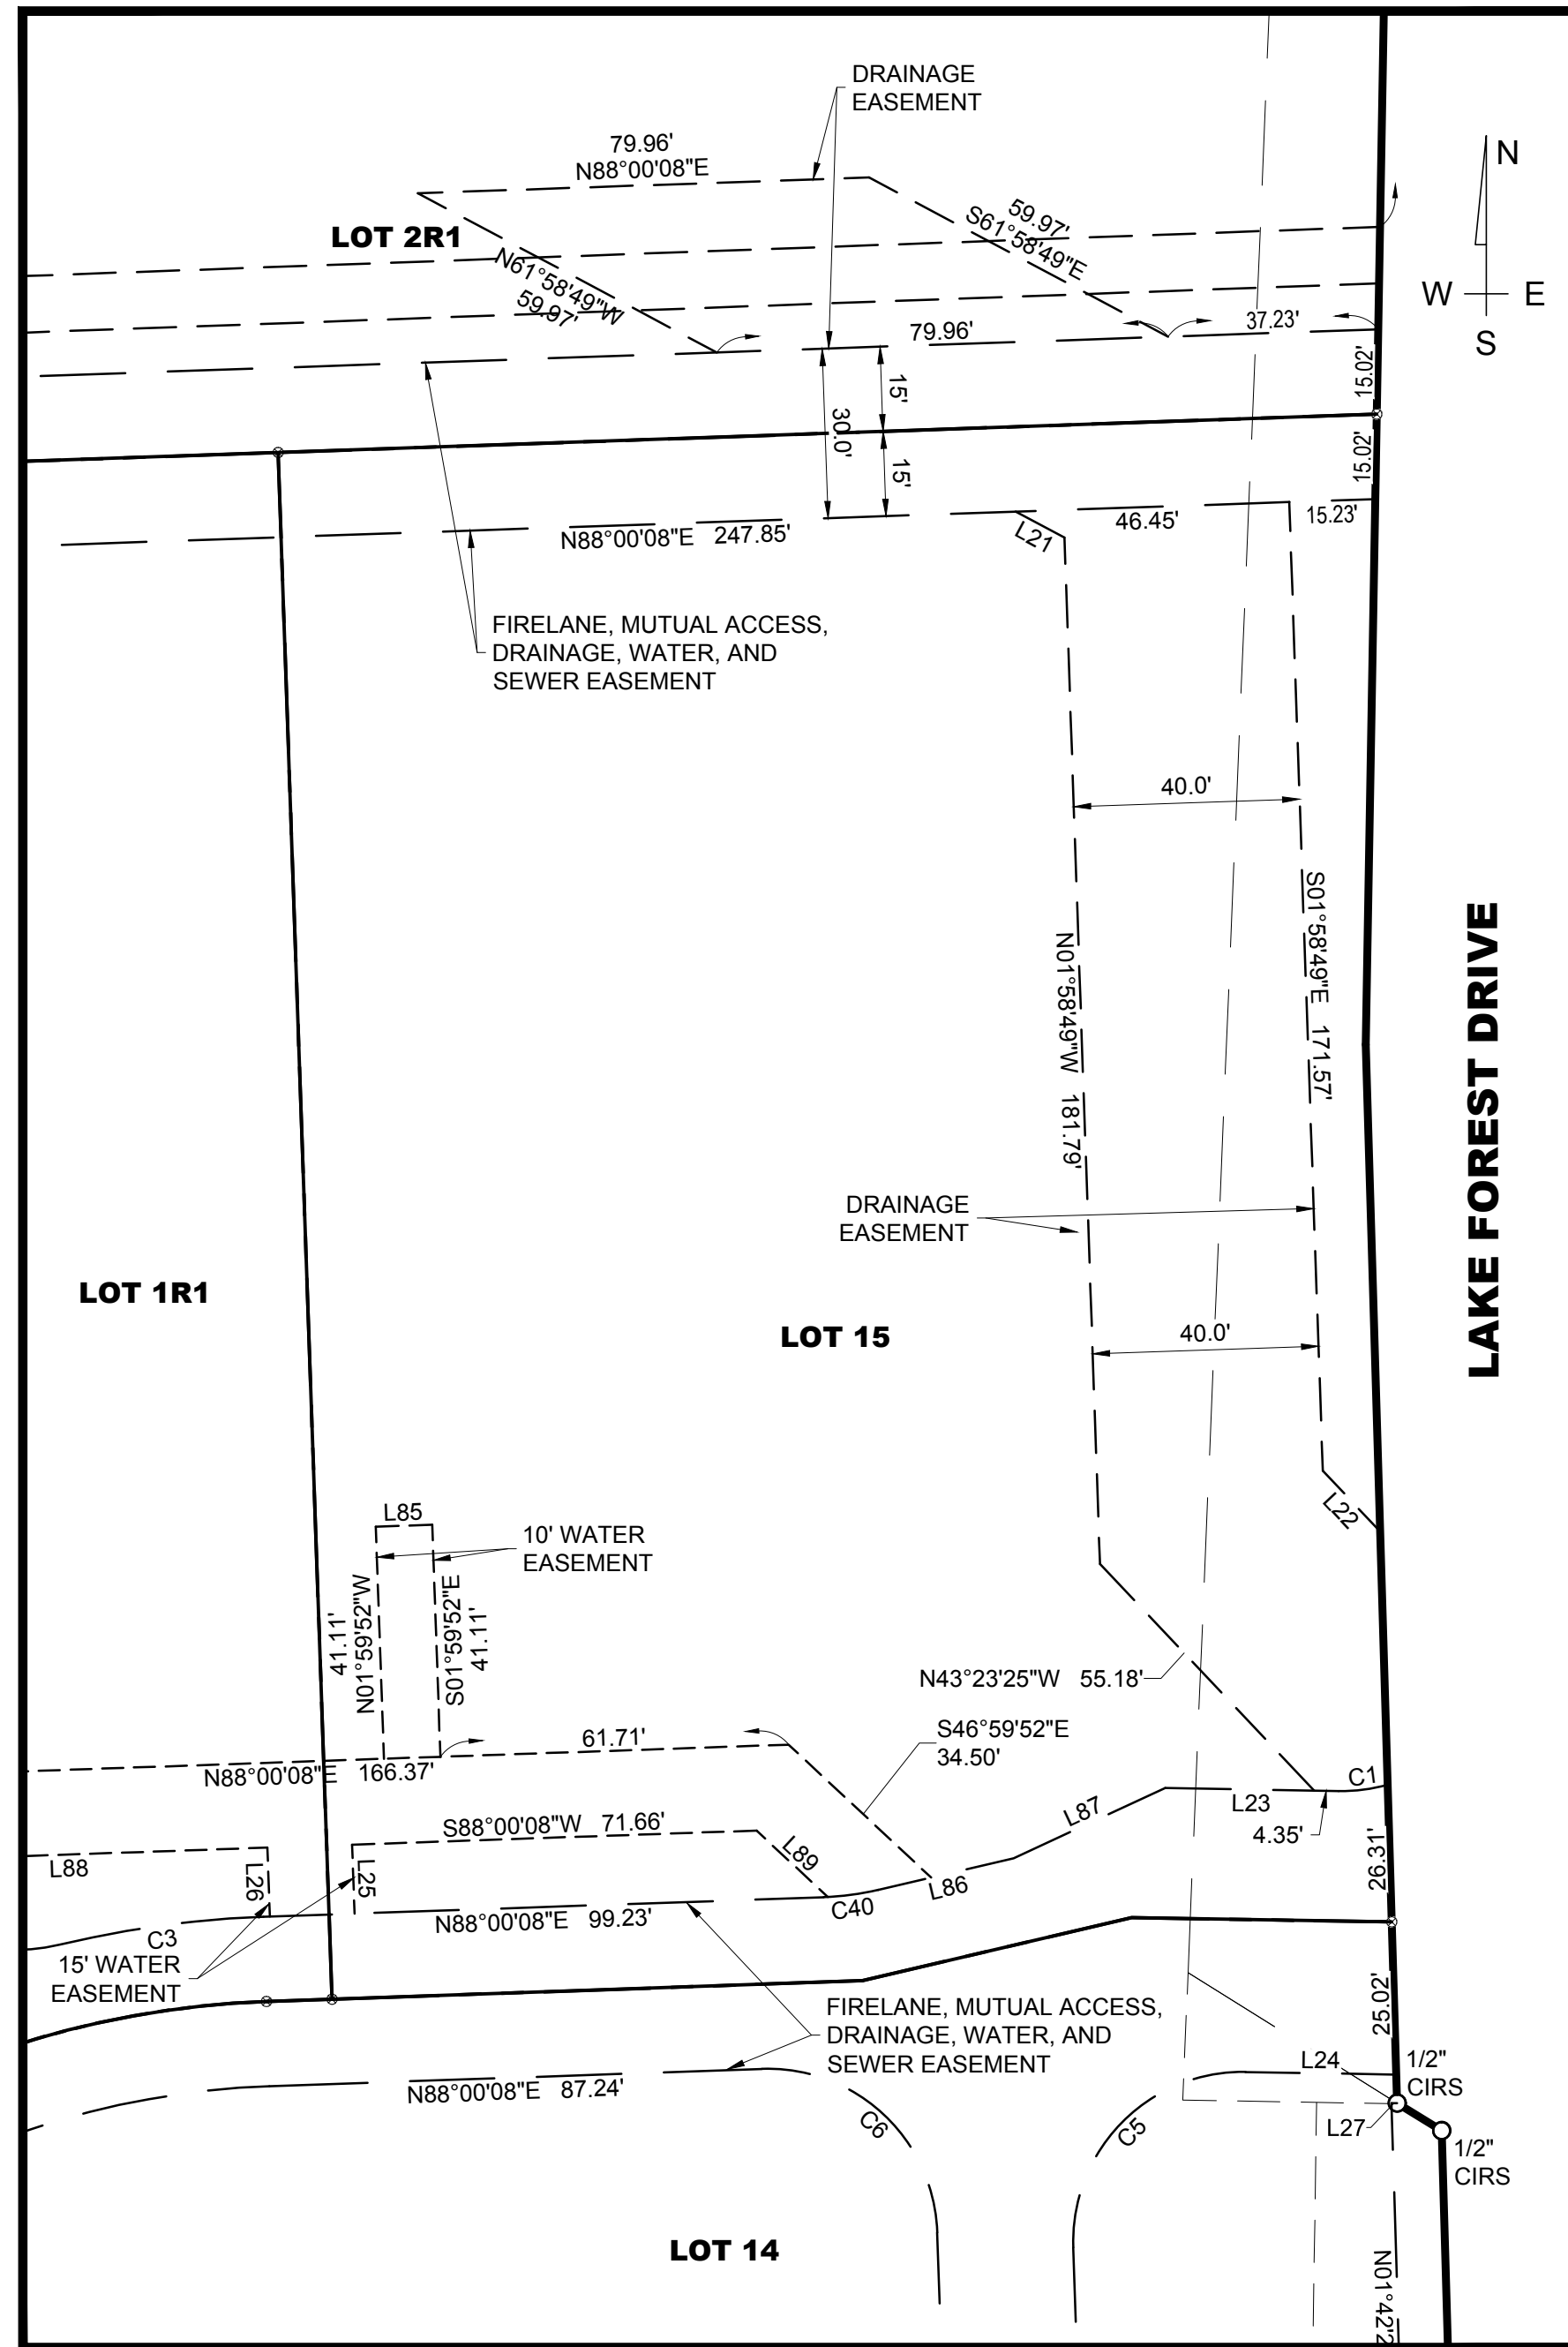 DRAINAGE
EASEMENT
79.96'
N88°00'08"E
N
W
E
S
LOT 2R1
59.97'
S61°58'49"E
N61°58'49"W
59.97'
79.96'
37.23'
15.02'
15'
30.0'
15'
15.02'
N88°00'08"E 247.85'
L21
46.45'
15.23'
FIRELANE, MUTUAL ACCESS,
DRAINAGE, WATER, AND
SEWER EASEMENT
40.0'
S01°58'49"E 171.57'
N01°58'49"W 181.79'
LAKE FOREST DRIVE
DRAINAGE
EASEMENT
LOT 1R1
LOT 15
40.0'
L22
L85
10' WATER
EASEMENT
41.11'
N01°59'52"W
S01°59'52"E
41.11'
N43°23'25"W 55.18'
S46°59'52"E
34.50'
61.71'
N88°00'08"E 166.37'
C1
L23
4.35'
L87
S88°00'08"W 71.66'
L89
L88
L26
L25
L86
C40
26.31'
N88°00'08"E 99.23'
C3
15' WATER
EASEMENT
25.02'
FIRELANE, MUTUAL ACCESS,
DRAINAGE, WATER, AND
SEWER EASEMENT
L24
1/2"
CIRS
N88°00'08"E 87.24'
C6
C5
L27
1/2"
CIRS
LOT 14
N01°42'2